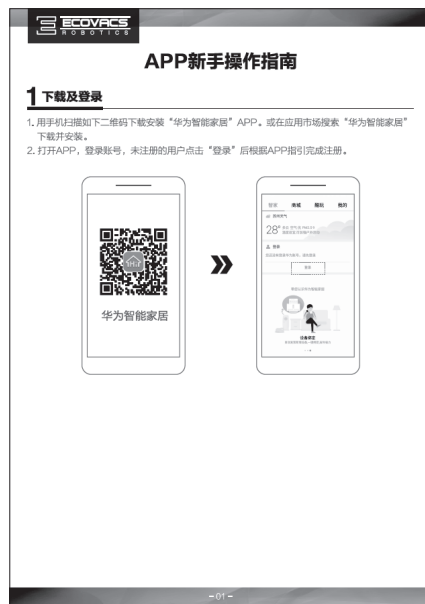 ECOVACS
ROBOTICS
APP新手操作指南
1 下载及登录
1. 用手机扫描如下二维码下载安装“华为智能家居”APP。或在应用市场搜索“华为智能家居”
下载并安装。
2. 打开APP，登录账号，未注册的用户点击“登录”后根据APP指引完成注册。
华为智能家居
商城
我的
28°
- 01 -